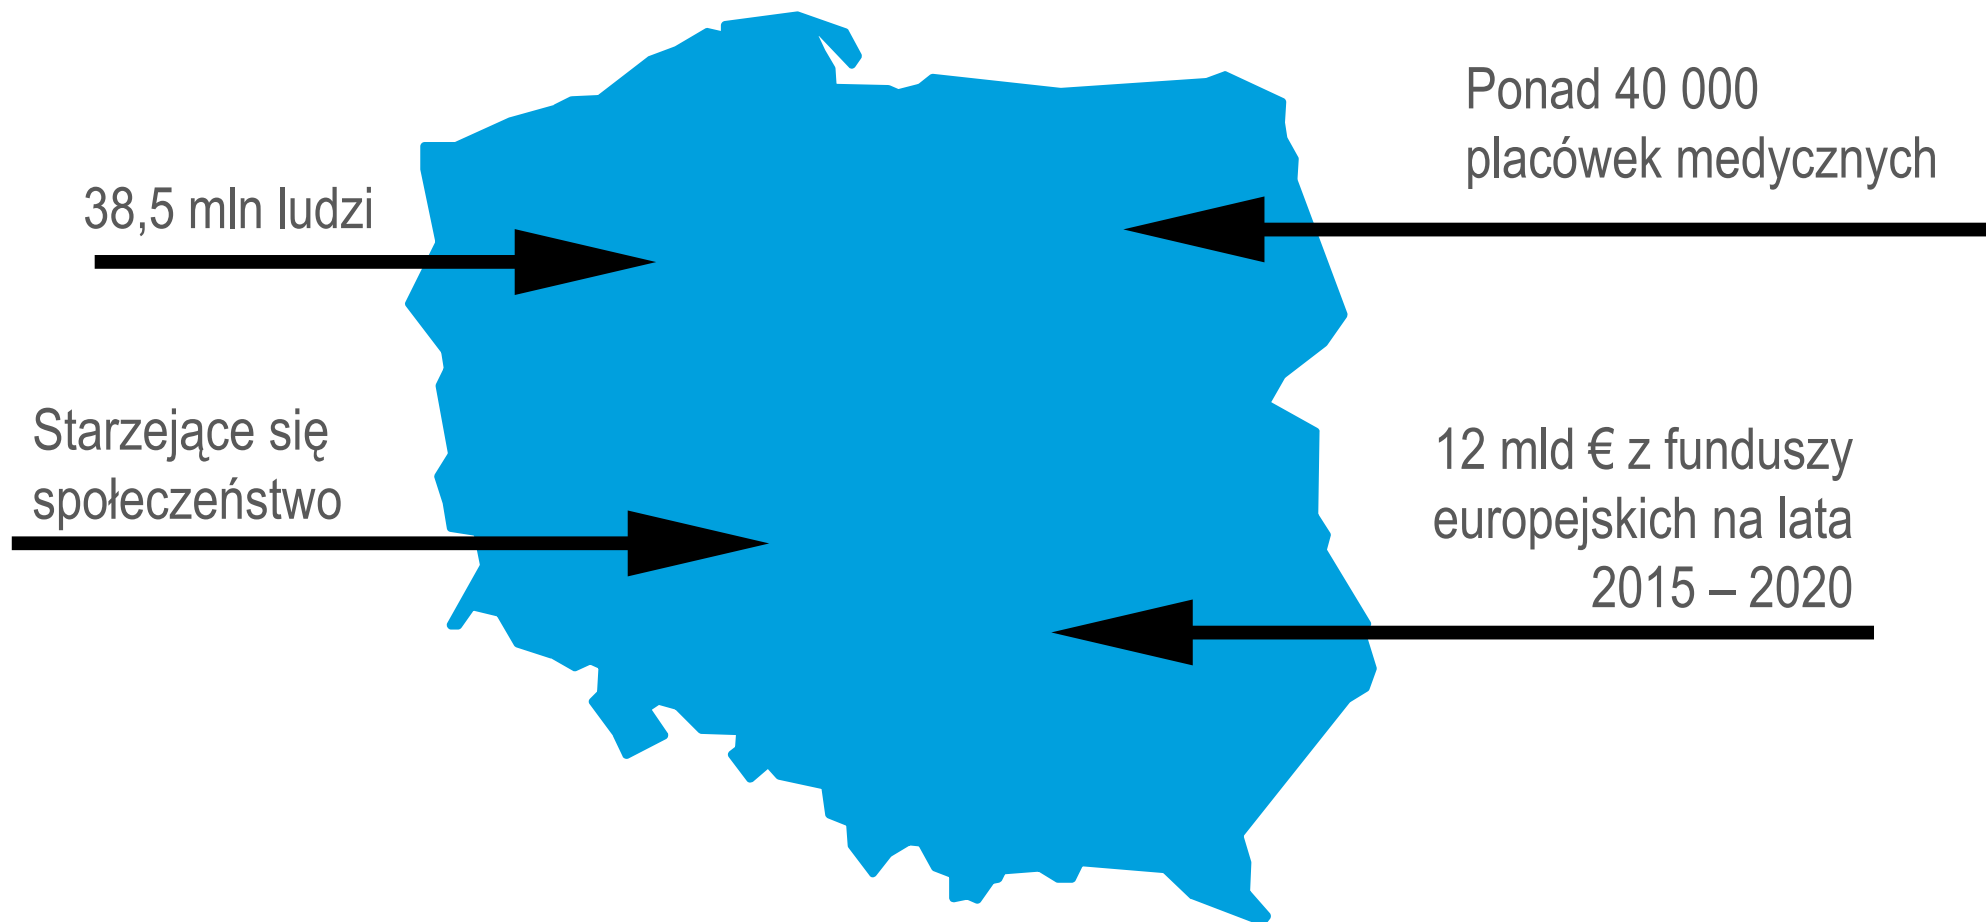 38,5 mln ludzi
Ponad 40 000
placówek medycznych
Starzejące się
społeczeństwo
12 mld € z funduszy
europejskich na lata
2015 – 2020